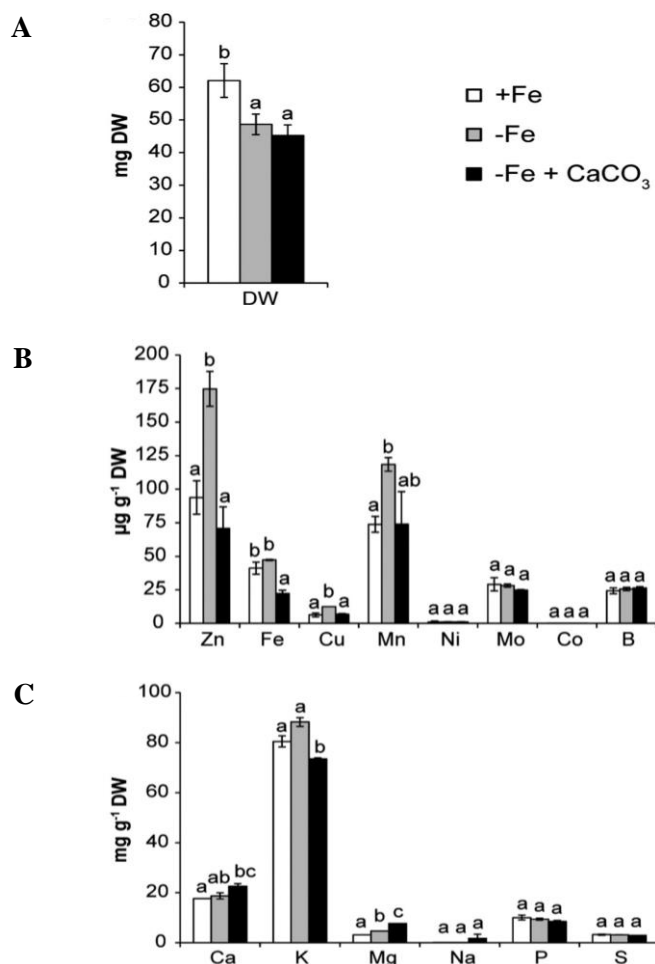 A
mg DW
80
70
60
50
40
30
20
10
0
b
a
a
DW
+Fe
-Fe
-Fe + CaCO₃
B
µg g⁻¹ DW
200
175
150
125
100
75
50
25
0
a b a
b b a
a b a
a b ab
a a a
a a a
a a a
a a a
Zn Fe Cu Mn Ni Mo Co B
C
mg g⁻¹ DW
100
80
60
40
20
0
a ab bc
a a b
a b c
a a a
a a a
a a a
Ca K Mg Na P S